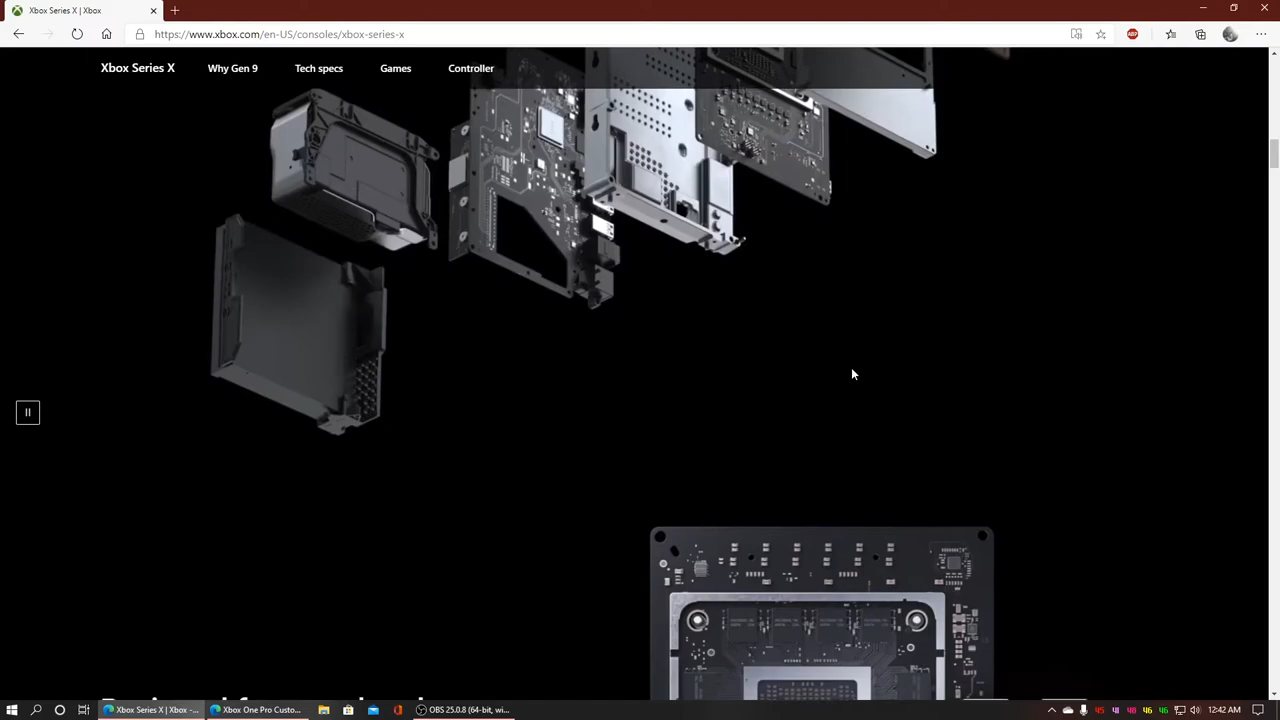 Xbox Series X | Xbox
https://www.xbox.com/en-US/consoles/xbox-series-x
ABP
Xbox Series X
Why Gen 9
Tech specs
Games
Controller
Xbox Series X | Xbox -...
Xbox One Pro Custo...
OBS 25.0.8 (64-bit, wi...
12:42 AM